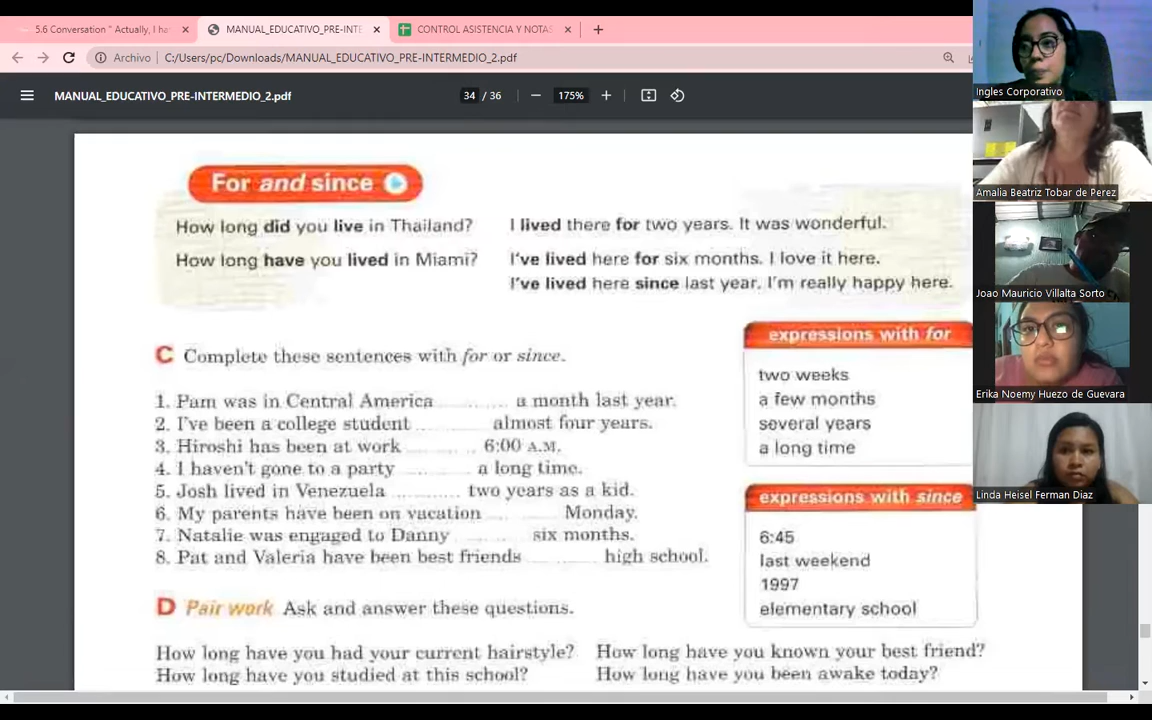 5.6 Conversation " Actually, I ha
MANUAL_EDUCATIVO_PRE-INTE
CONTROL ASISTENCIA Y NOTAS
Archivo C:/Users/pc/Downloads/MANUAL_EDUCATIVO_PRE-INTERMEDIO_2.pdf
MANUAL_EDUCATIVO_PRE-INTERMEDIO_2.pdf
34 / 36
175%
For and since
How long did you live in Thailand? I lived there for two years. It was wonderful.
How long have you lived in Miami? I've lived here for six months. I love it here.
I've lived here since last year. I'm really happy here.
C Complete these sentences with for or since.
1. Pam was in Central America .......... a month last year.
2. I've been a college student .......... almost four years.
3. Hiroshi has been at work .......... 6:00 A.M.
4. I haven't gone to a party .......... a long time.
5. Josh lived in Venezuela .......... two years as a kid.
6. My parents have been on vacation .......... Monday.
7. Natalie was engaged to Danny .......... six months.
8. Pat and Valeria have been best friends .......... high school.
expressions with for
two weeks
a few months
several years
a long time
expressions with since
6:45
last weekend
1997
elementary school
D Pair work Ask and answer these questions.
How long have you had your current hairstyle? How long have you known your best friend?
How long have you studied at this school? How long have you been awake today?
Ingles Corporativo
Amalia Beatriz Tobar de Perez
Joao Mauricio Villalta Sorto
Erika Noemy Huezo de Guevara
Linda Heisel Ferman Diaz